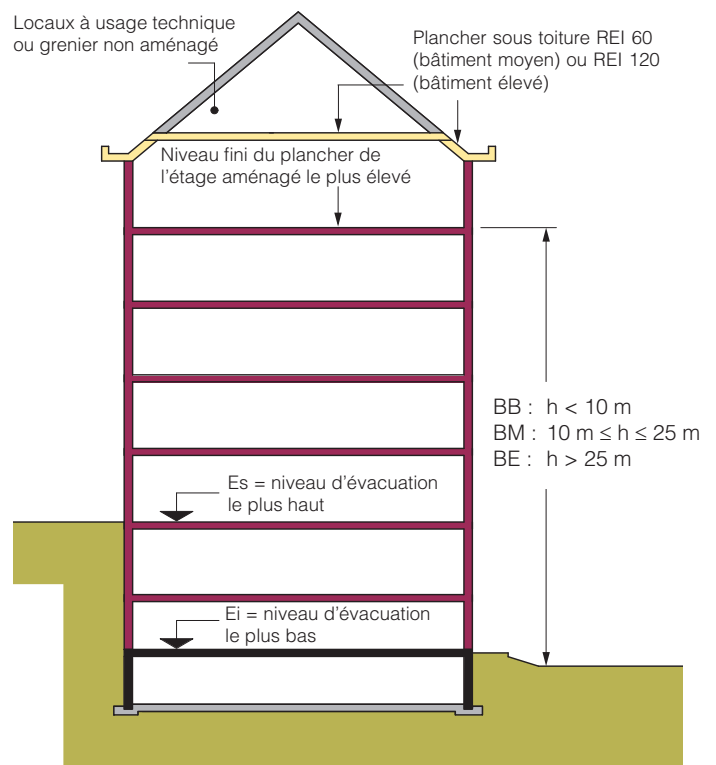 Locaux à usage technique
ou grenier non aménagé
Plancher sous toiture REI 60
(bâtiment moyen) ou REI 120
(bâtiment élevé)
Niveau fini du plancher de
l'étage aménagé le plus élevé
BB : h < 10 m
BM : 10 m ≤ h ≤ 25 m
BE : h > 25 m
Es = niveau d'évacuation
le plus haut
Ei = niveau d'évacuation
le plus bas